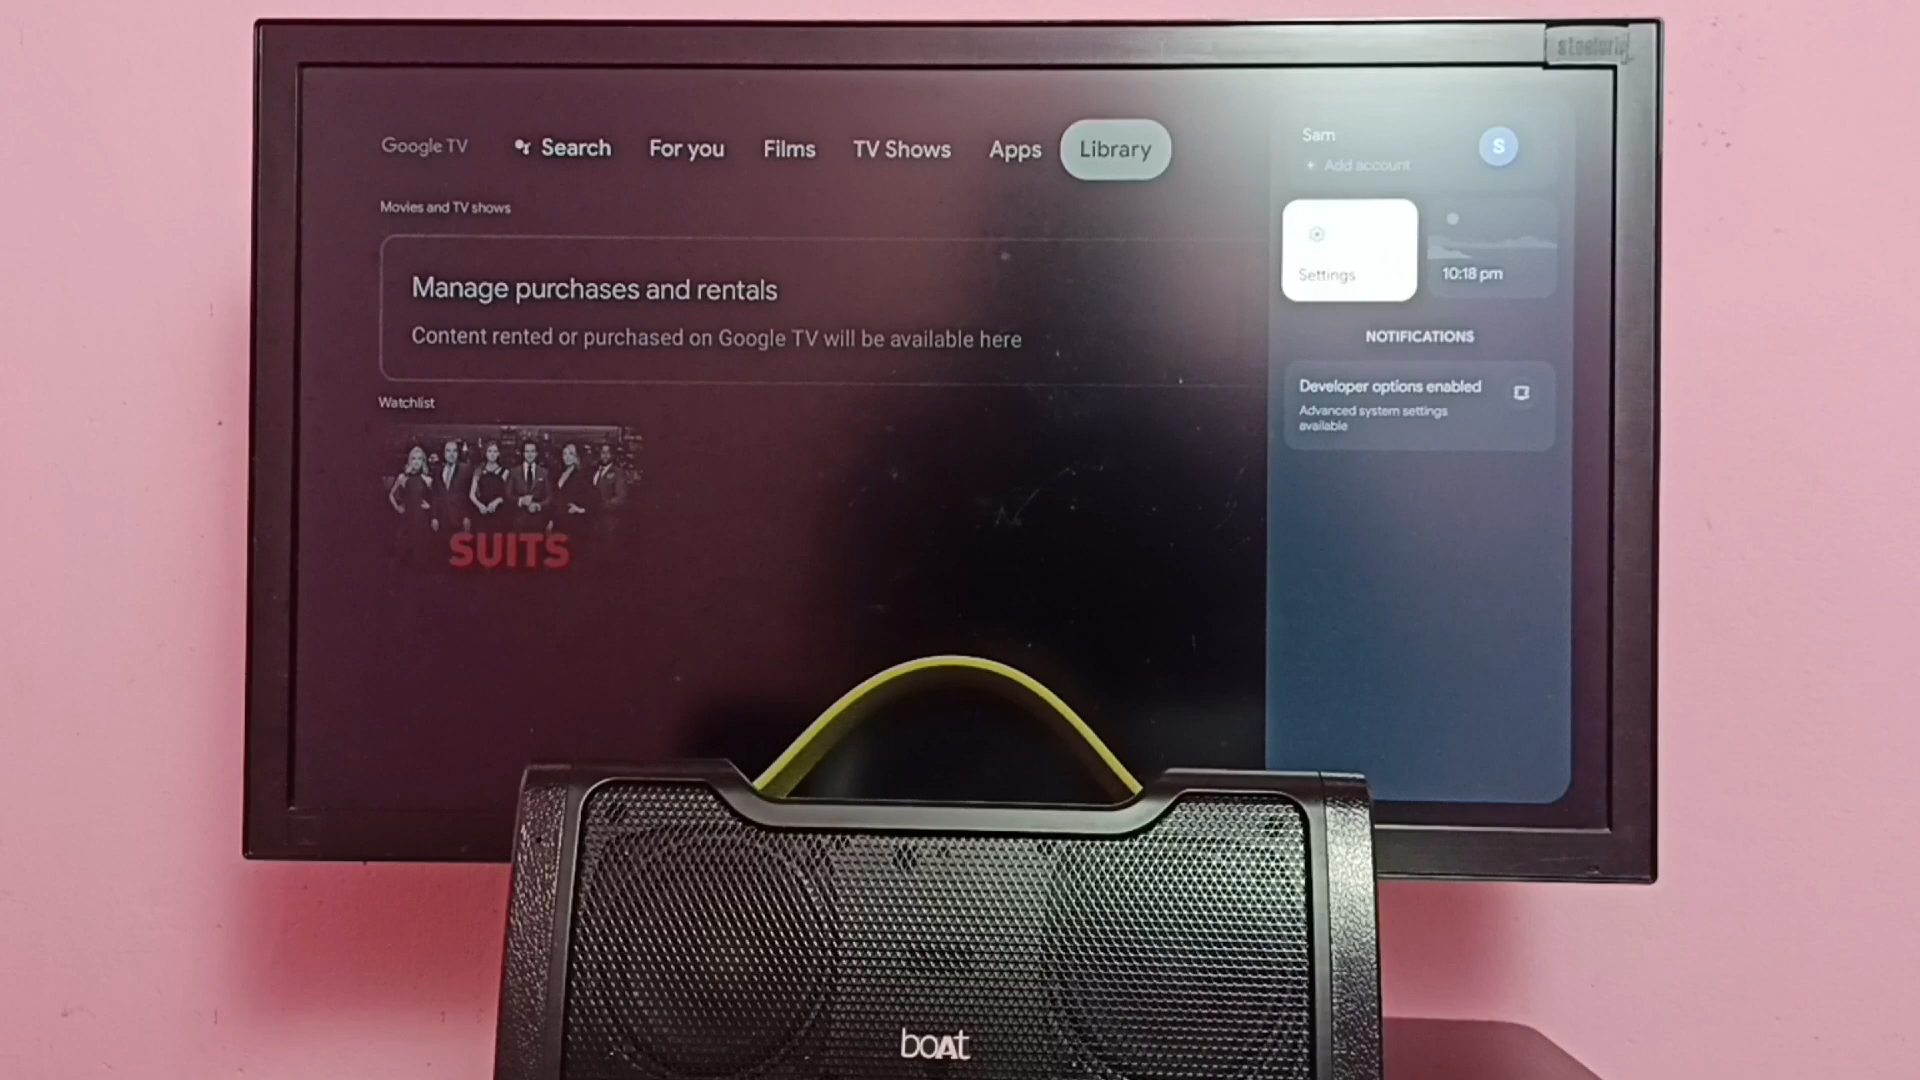 Google TV
Search
For you
Films
TV Shows
Apps
Library
Movies and TV shows
Manage purchases and rentals
Content rented or purchased on Google TV will be available here
Watchlist
SUITS
Sam
+ Add account
S
Settings
10:18 pm
NOTIFICATIONS
Developer options enabled
Advanced system settings
available
boAt